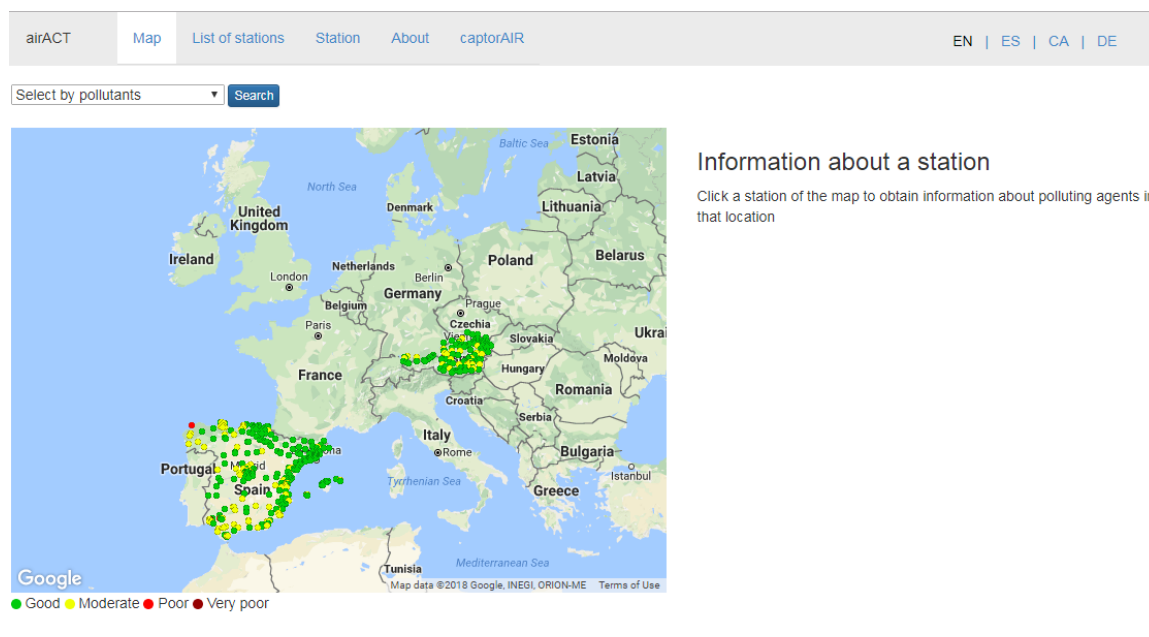 airACT Map List of stations Station About captorAIR EN | ES | CA | DE
Select by pollutants Search
Information about a station
Click a station of the map to obtain information about polluting agents i
that location
Baltic Sea
Estonia
North Sea
Latvia
Denmark
Lithuania
United
Kingdom
Ireland
Belarus
Netherlands
Poland
London
Berlin
Germany
Belgium
Prague
Paris
Czechia
Ukrai
Slovakia
Moldova
France
Hungary
Romania
Croatia
Serbia
Italy
Rome
Bulgaria
Portugal
Istanbul
Spain
Tyrrhenian Sea
Greece
Mediterranean Sea
Tunisia
Google
Map data ©2018 Google, INEGI, ORION-ME Terms of Use
Good Moderate Poor Very poor